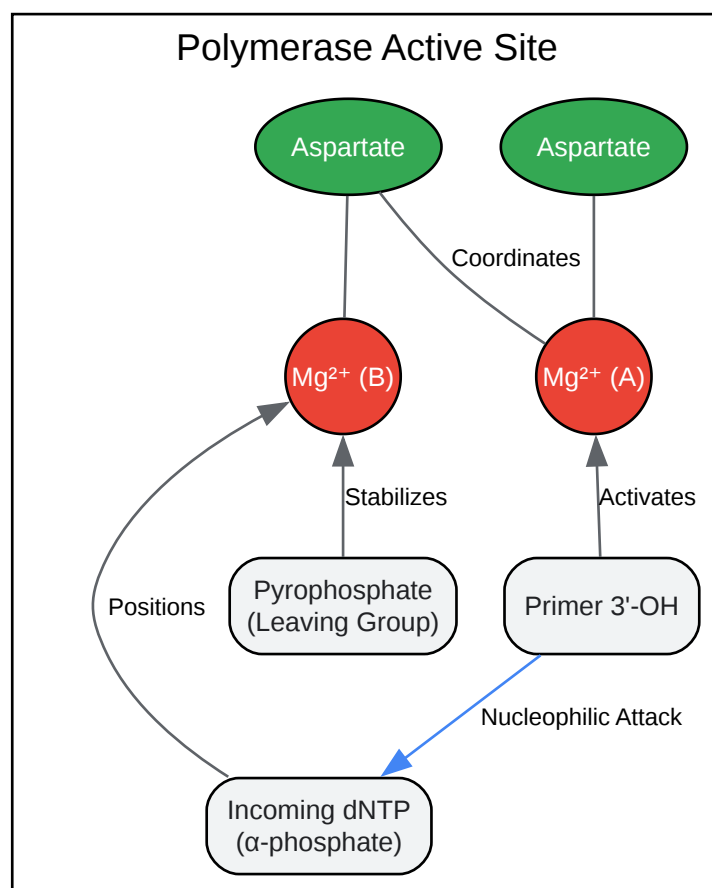 Polymerase Active Site
Aspartate
Aspartate
Coordinates
Mg²⁺ (B)
Mg²⁺ (A)
Stabilizes
Activates
Pyrophosphate
(Leaving Group)
Primer 3'-OH
Positions
Nucleophilic Attack
Incoming dNTP
(α-phosphate)